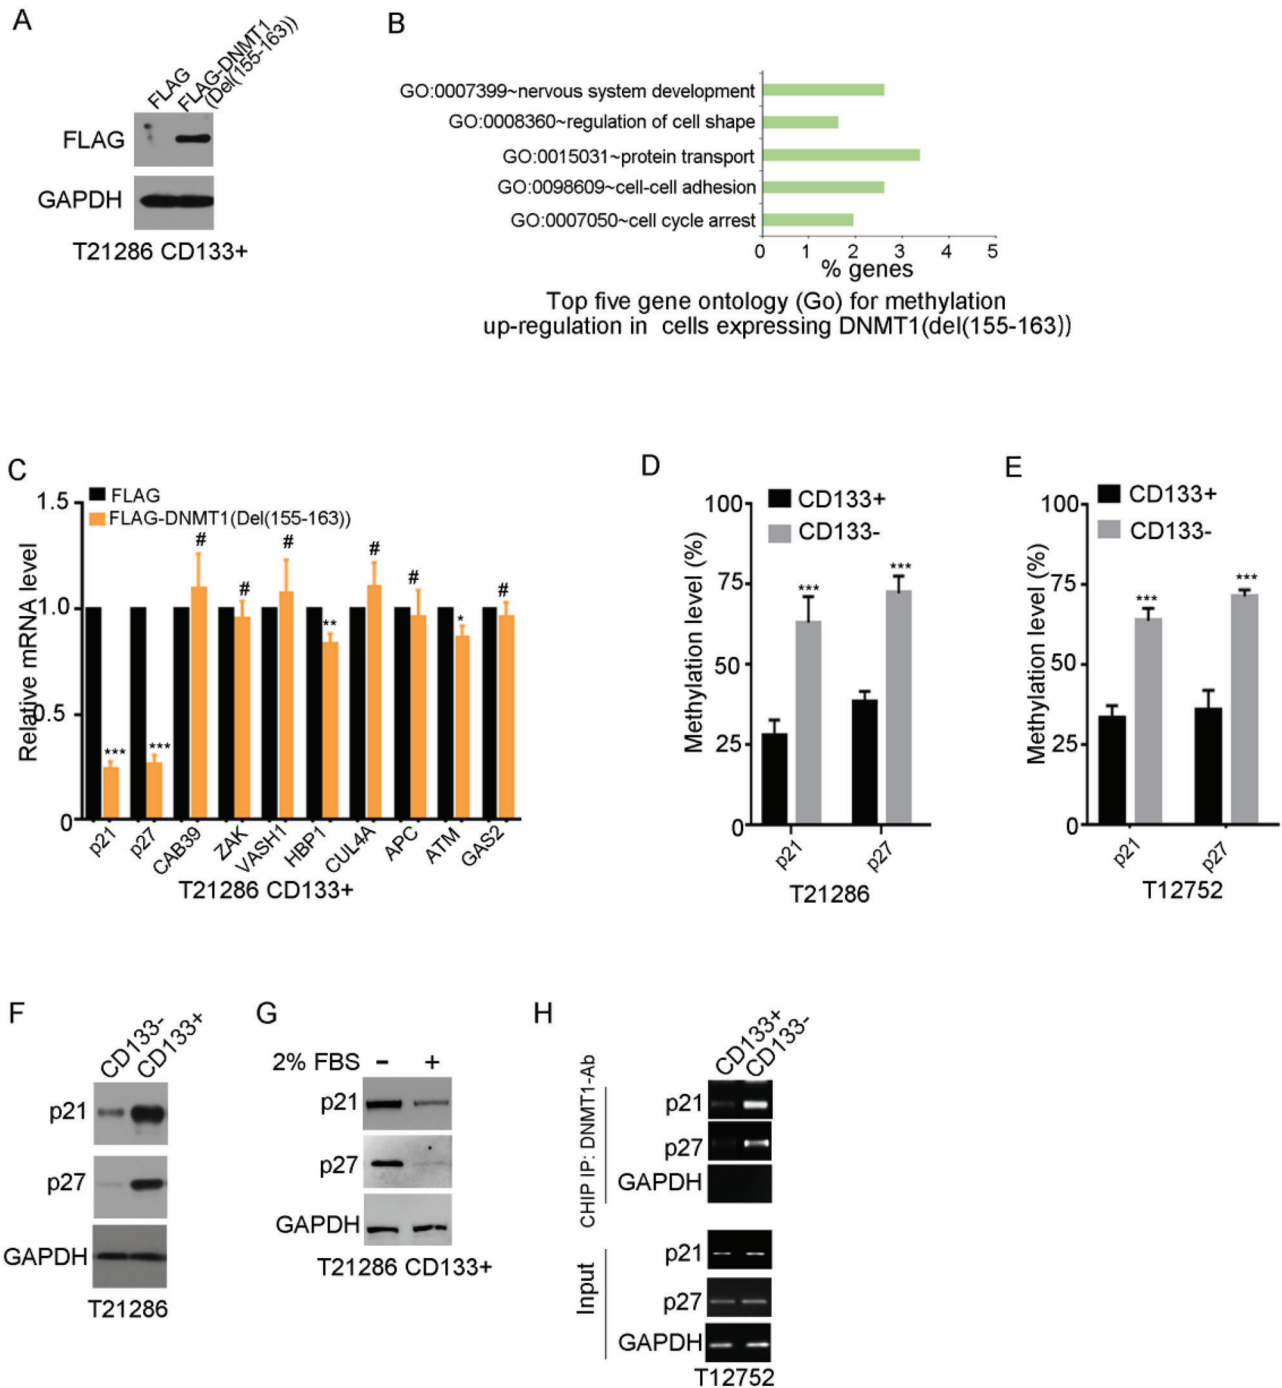 A
FLAG
FLAG-DNMT1
(Del(155-163))
FLAG
GAPDH
T21286 CD133+
B
GO:0007399~nervous system development
GO:0008360~regulation of cell shape
GO:0015031~protein transport
GO:0098609~cell-cell adhesion
GO:0007050~cell cycle arrest
0 1 2 3 4 5
% genes
Top five gene ontology (Go) for methylation
up-regulation in cells expressing DNMT1(del(155-163))
C
FLAG
FLAG-DNMT1(Del(155-163))
Relative mRNA level
1.5
1.0
0.5
0
*** *** # # # ** # # * #
p21 p27 CAB39 ZAK VASH1 HBP1 CUL4A APC ATM GAS2
T21286 CD133+
D
CD133+
CD133-
Methylation level (%)
100
75
50
25
0
*** ***
p21 p27
T21286
E
CD133+
CD133-
Methylation level (%)
100
75
50
25
0
*** ***
p21 p27
T12752
F
CD133- CD133+
p21
p27
GAPDH
T21286
G
2% FBS - +
p21
p27
GAPDH
T21286 CD133+
H
CD133+ CD133-
CHIP IP: DNMT1-Ab
p21
p27
GAPDH
Input
p21
p27
GAPDH
T12752